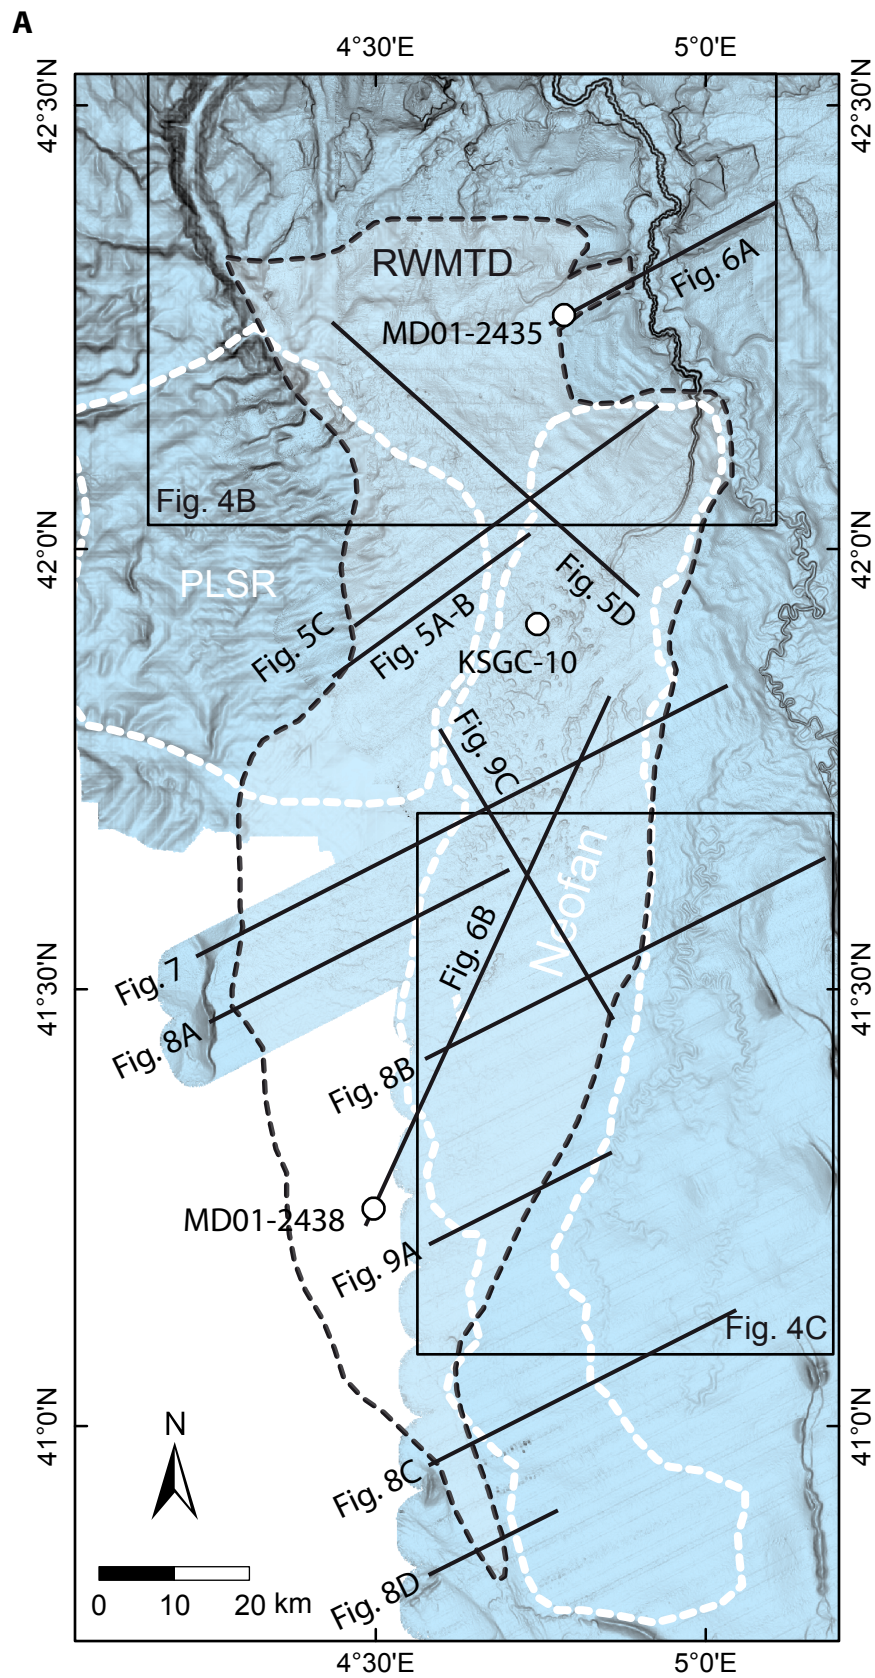 A
4°30'E
5°0'E
42°30'N
42°30'N
RWMTD
Fig. 6A
MD01-2435
Fig. 4B
42°0'N
42°0'N
PLSR
Fig. 5D
Fig. 5C
Fig. 5A-B
KSGC-10
Fig. 9C
Neofan
Fig. 6B
Fig. 7
41°30'N
41°30'N
Fig. 8A
Fig. 8B
MD01-2438
Fig. 9A
Fig. 4C
41°0'N
41°0'N
N
Fig. 8C
Fig. 8D
0 10 20 km
4°30'E
5°0'E